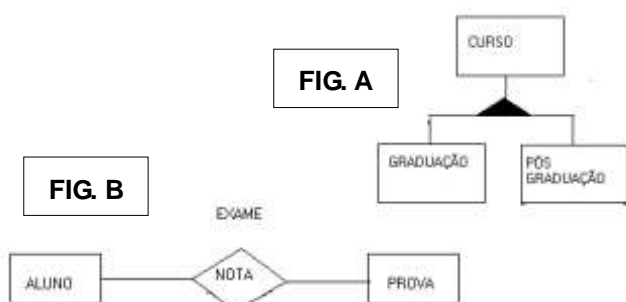 CURSO
FIG. A
GRADUAÇÃO
PÓS
GRADUAÇÃO
FIG. B
EXAME
ALUNO
NOTA
PROVA